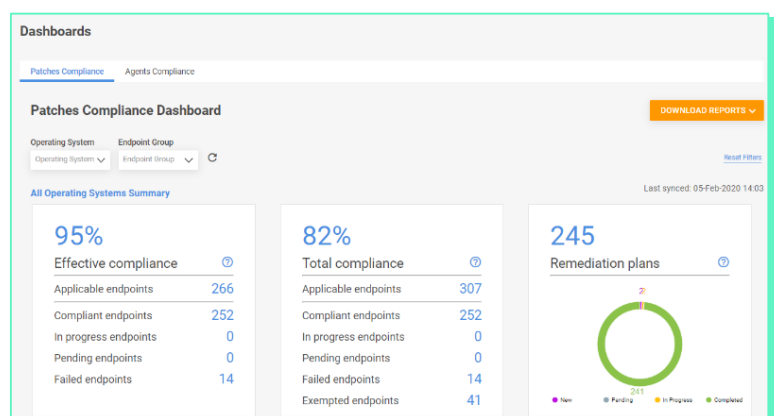 Dashboards
Patches Compliance Agents Compliance
Patches Compliance Dashboard
DOWNLOAD REPORTS
Operating System Endpoint Group
Operating System Endpoint Group
Reset Filters
All Operating Systems Summary
Last synced: 05-Feb-2020 14:03
95%
Effective compliance ?
Applicable endpoints 266
Compliant endpoints 252
In progress endpoints 0
Pending endpoints 0
Failed endpoints 14
82%
Total compliance ?
Applicable endpoints 307
Compliant endpoints 252
In progress endpoints 0
Pending endpoints 0
Failed endpoints 14
Exempted endpoints 41
245
Remediation plans ?
241
New Pending In Progress Completed